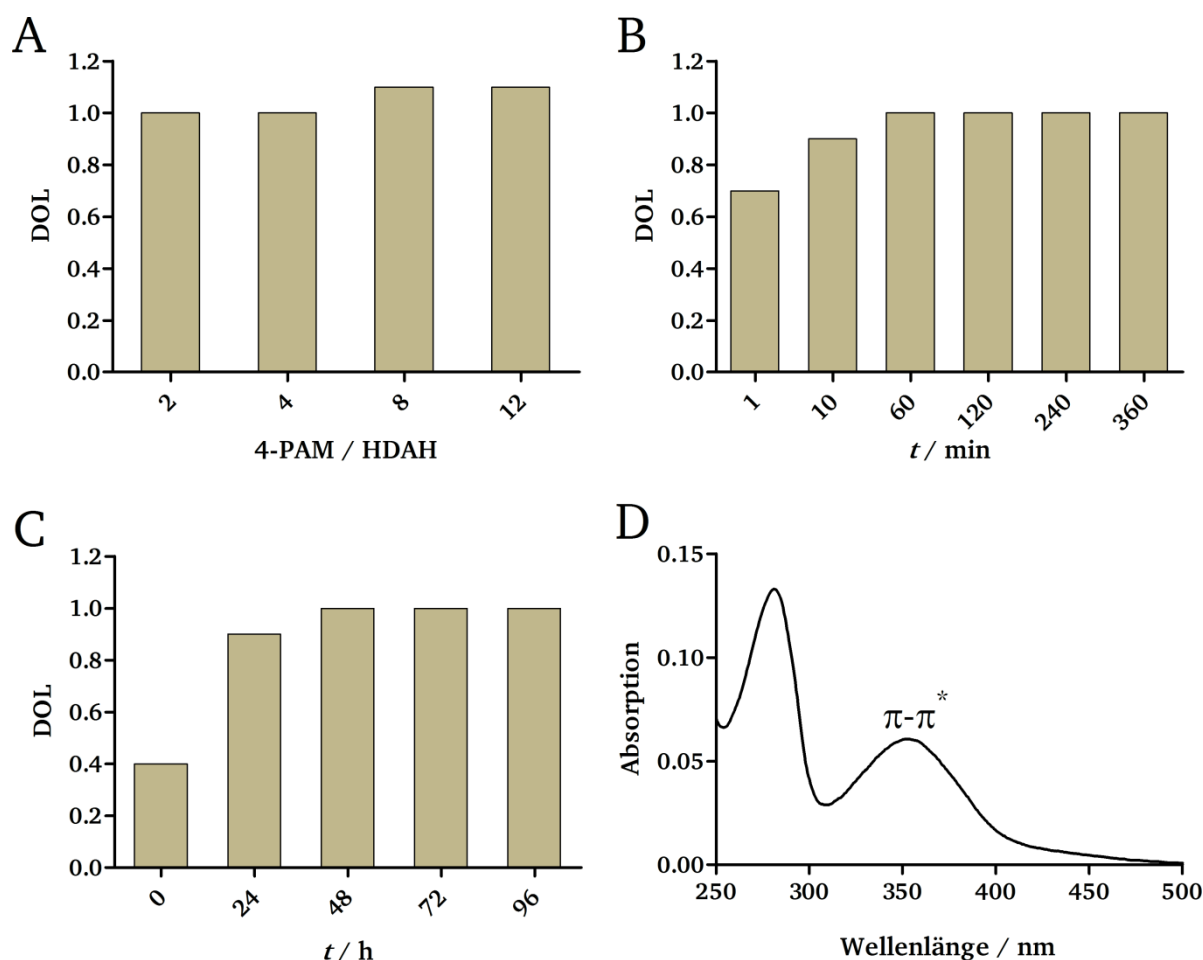 A
1.2
1.0
0.8
0.6
0.4
0.2
0.0
DOL
2 4 8 12
4-PAM / HDAH
B
1.2
1.0
0.8
0.6
0.4
0.2
0.0
DOL
1 10 60 120 240 360
t / min
C
1.2
1.0
0.8
0.6
0.4
0.2
0.0
DOL
0 24 48 72 96
t / h
D
0.15
0.10
0.05
0.00
Absorption
π-π*
250 300 350 400 450 500
Wellenlänge / nm